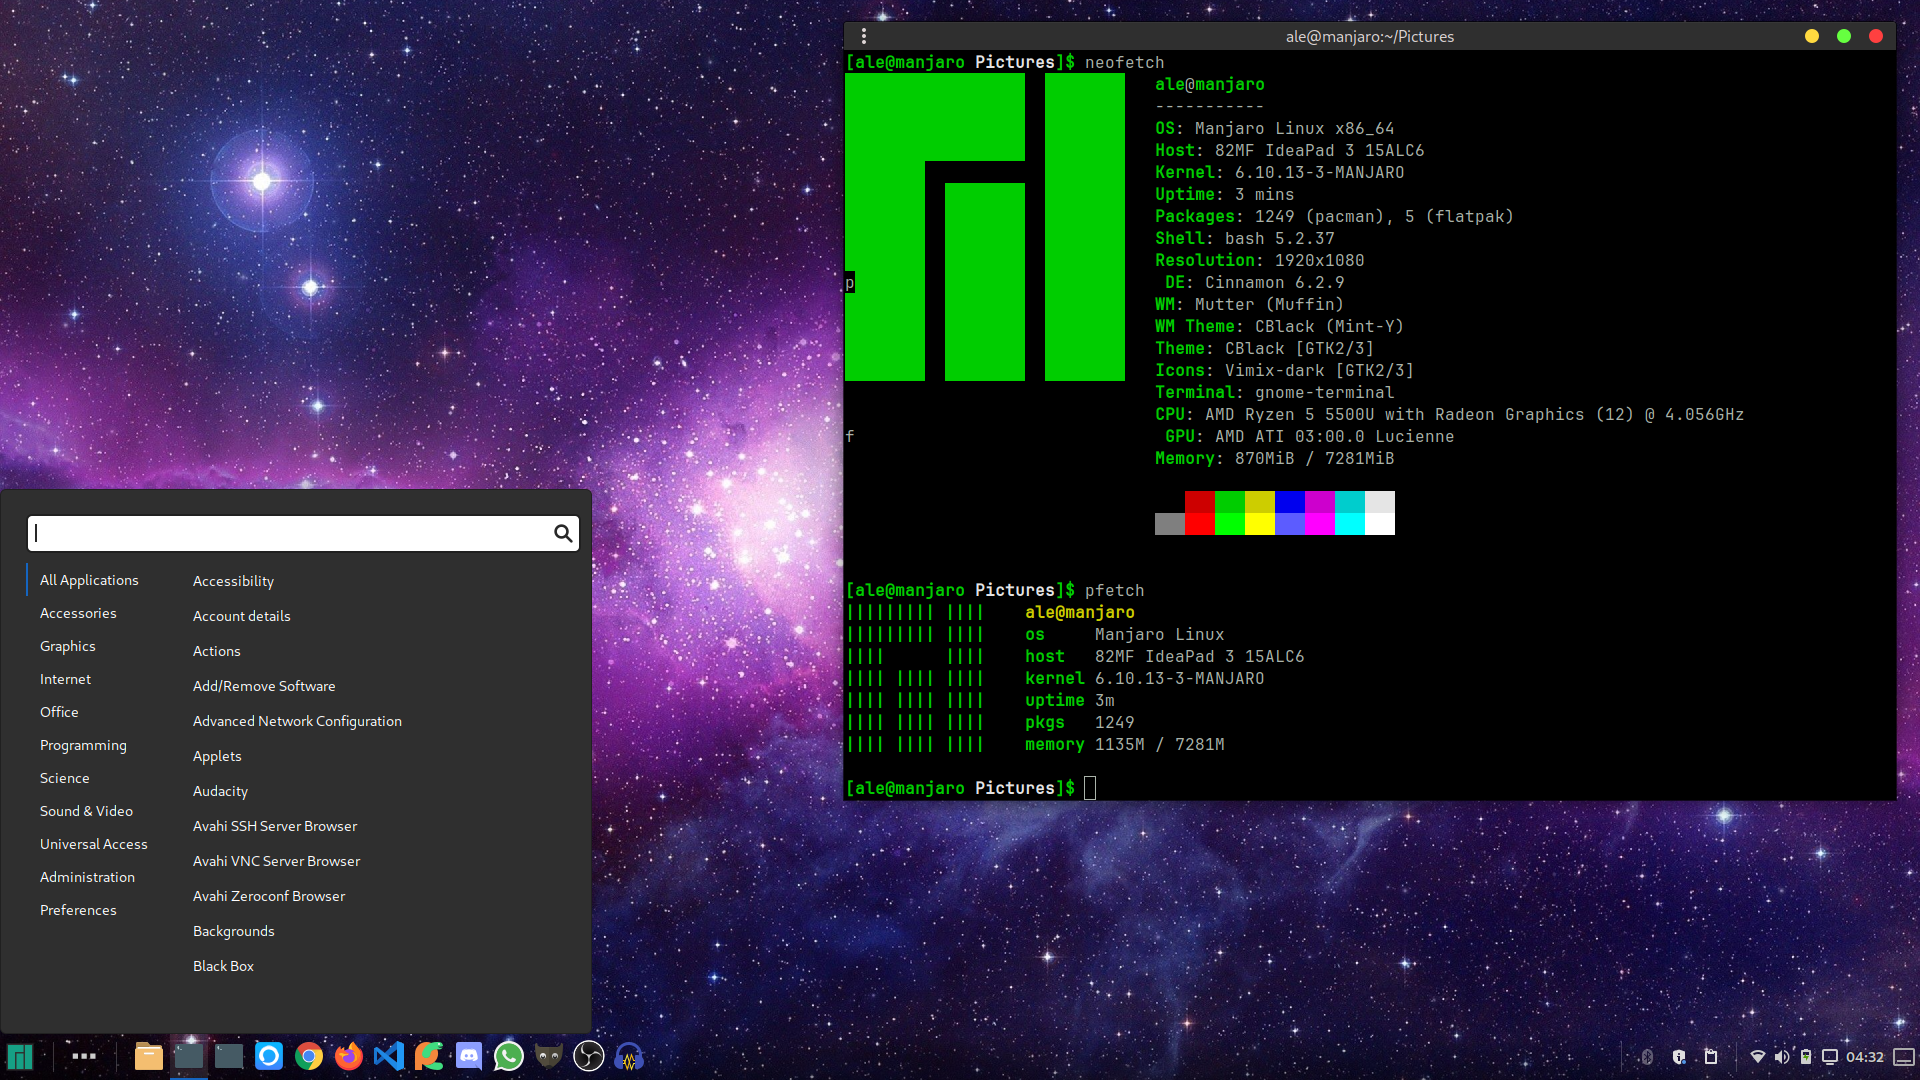 ale@manjaro:~/Pictures
[ale@manjaro Pictures]$ neofetch
ale@manjaro
-----------
OS: Manjaro Linux x86_64
Host: 82MF IdeaPad 3 15ALC6
Kernel: 6.10.13-3-MANJARO
Uptime: 3 mins
Packages: 1249 (pacman), 5 (flatpak)
Shell: bash 5.2.37
Resolution: 1920x1080
p
DE: Cinnamon 6.2.9
WM: Mutter (Muffin)
WM Theme: CBlack (Mint-Y)
Theme: CBlack [GTK2/3]
Icons: Vimix-dark [GTK2/3]
Terminal: gnome-terminal
CPU: AMD Ryzen 5 5500U with Radeon Graphics (12) @ 4.056GHz
f
GPU: AMD ATI 03:00.0 Lucienne
Memory: 870MiB / 7281MiB
[ale@manjaro Pictures]$ pfetch
||||||||| ||||  ale@manjaro
||||||||| ||||  os Manjaro Linux
||||      ||||  host 82MF IdeaPad 3 15ALC6
|||| |||| ||||  kernel 6.10.13-3-MANJARO
|||| |||| ||||  uptime 3m
|||| |||| ||||  pkgs 1249
|||| |||| ||||  memory 1135M / 7281M
[ale@manjaro Pictures]$
All Applications
Accessories
Graphics
Internet
Office
Programming
Science
Sound & Video
Universal Access
Administration
Preferences
Accessibility
Account details
Actions
Add/Remove Software
Advanced Network Configuration
Applets
Audacity
Avahi SSH Server Browser
Avahi VNC Server Browser
Avahi Zeroconf Browser
Backgrounds
Black Box
04:32